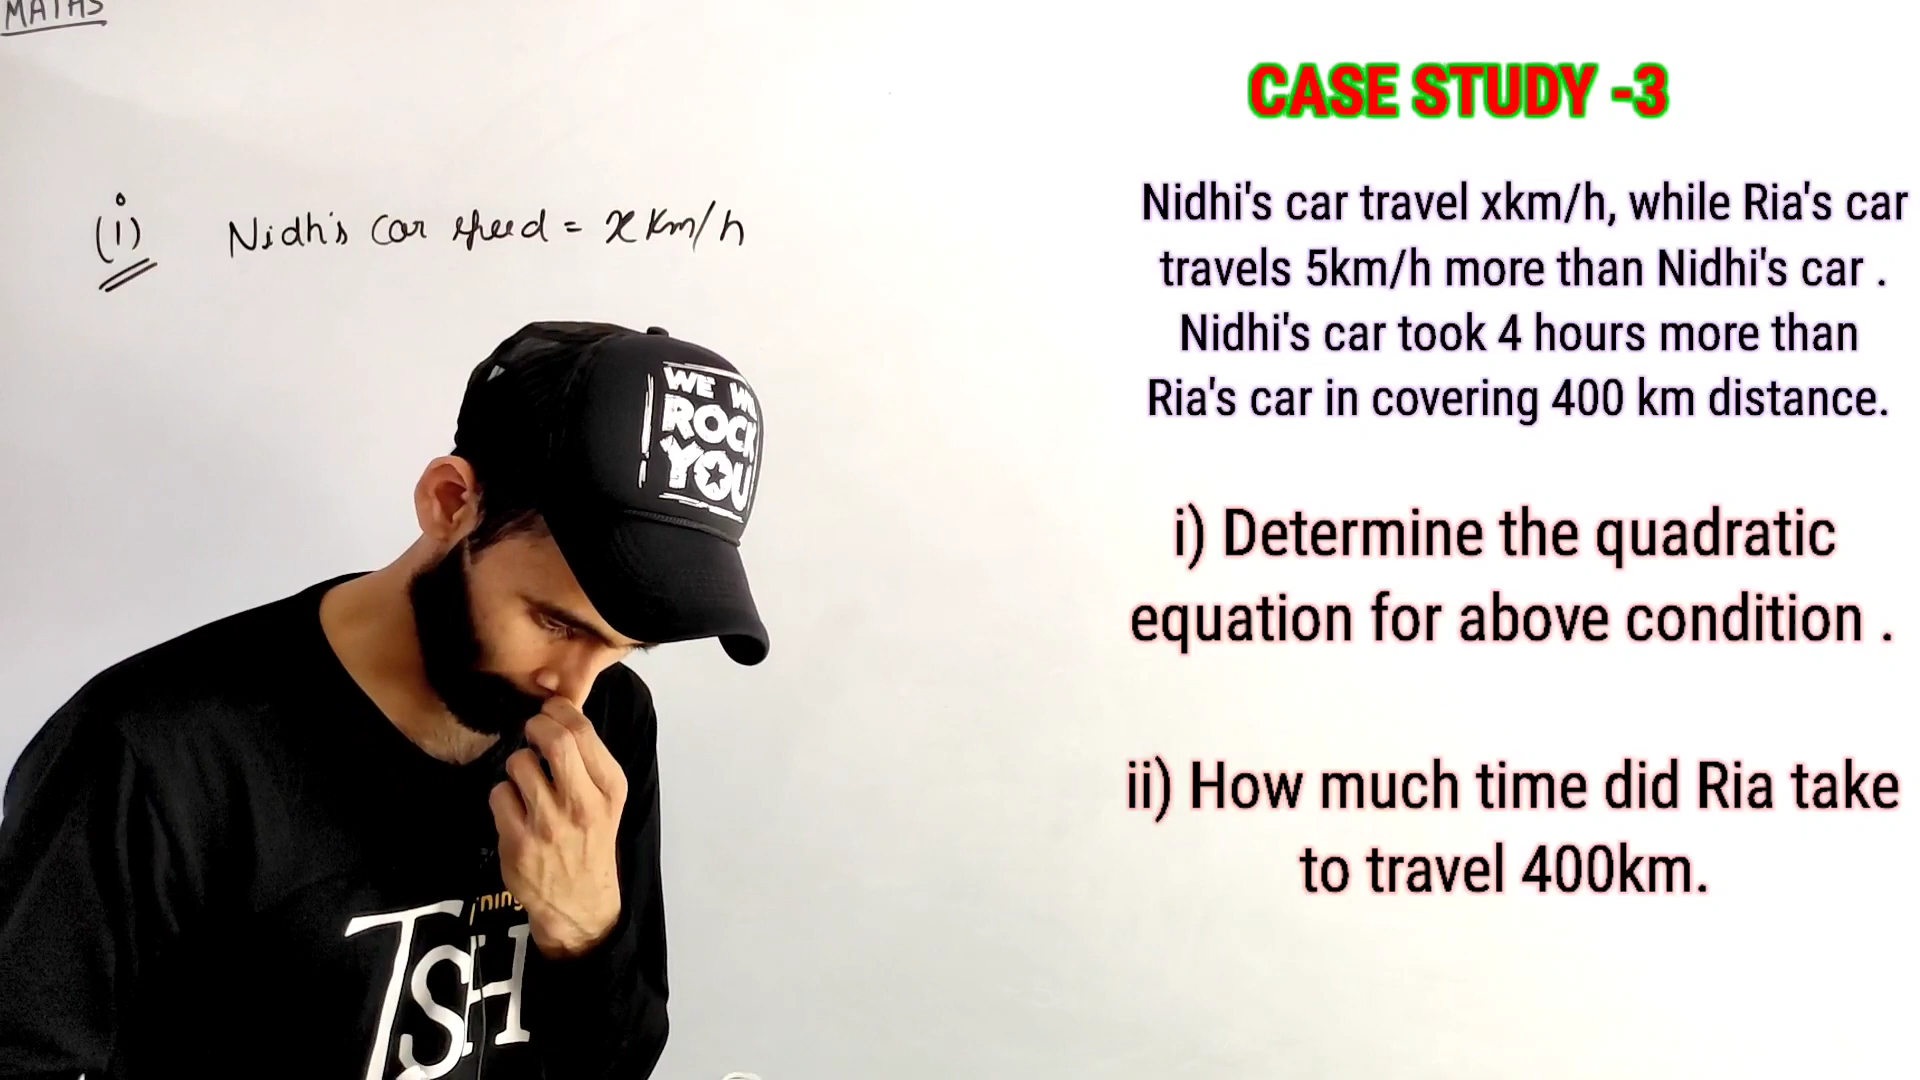 MATHS
(i) Nidhi's car speed = x km/h
WE W
ROCK
YOU
TSH
CASE STUDY -3
Nidhi's car travel xkm/h, while Ria's car
travels 5km/h more than Nidhi's car .
Nidhi's car took 4 hours more than
Ria's car in covering 400 km distance.
i) Determine the quadratic
equation for above condition .
ii) How much time did Ria take
to travel 400km.